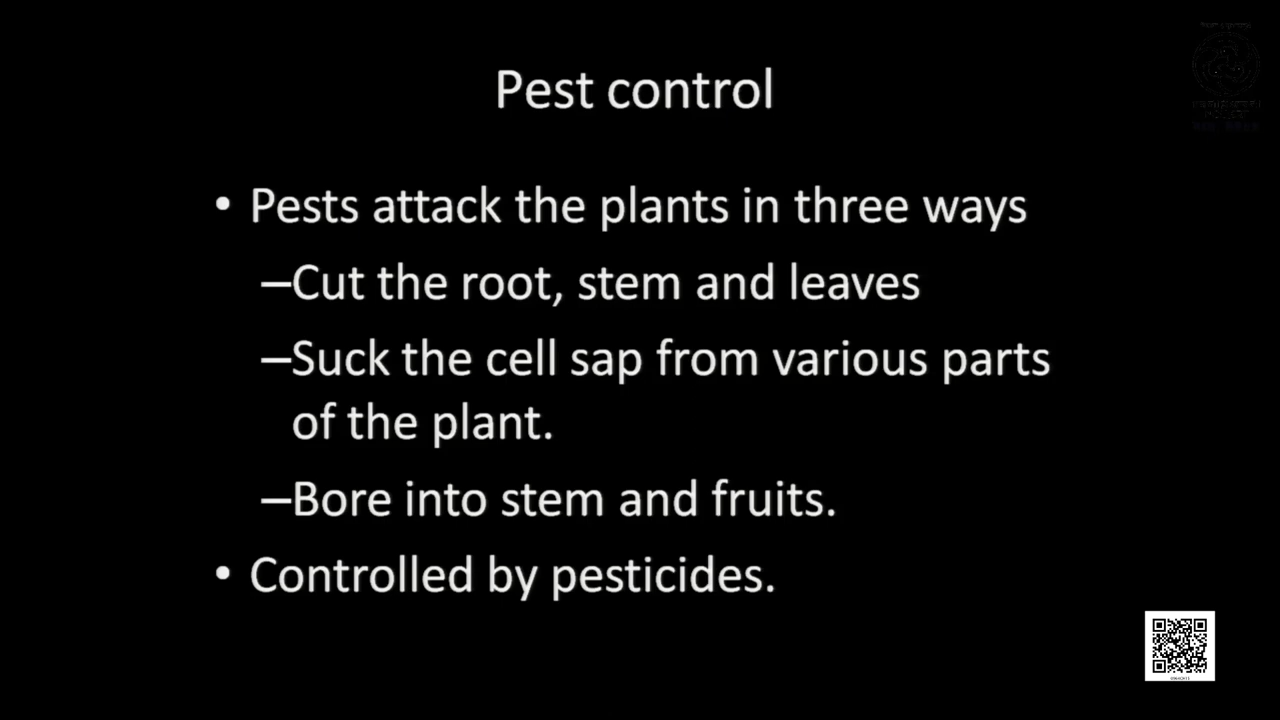 Pest control
• Pests attack the plants in three ways
–Cut the root, stem and leaves
–Suck the cell sap from various parts
of the plant.
–Bore into stem and fruits.
• Controlled by pesticides.